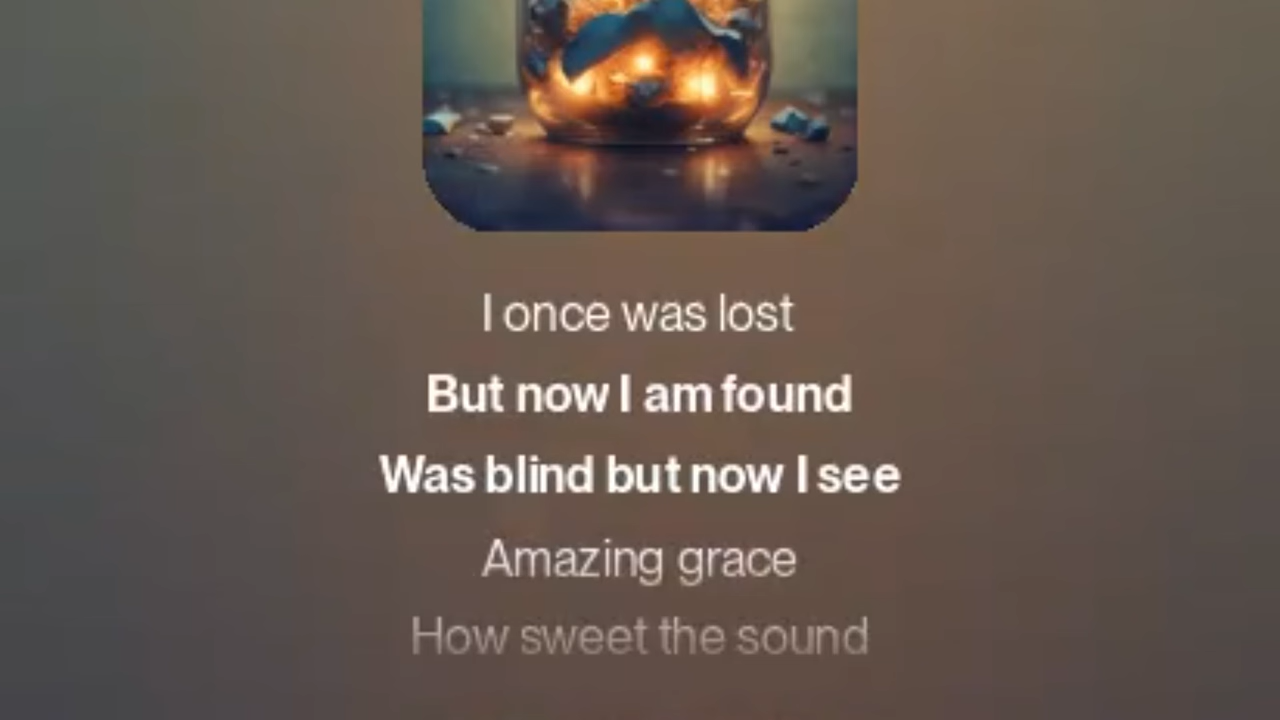 I once was lost
But now I am found
Was blind but now I see
Amazing grace
How sweet the sound